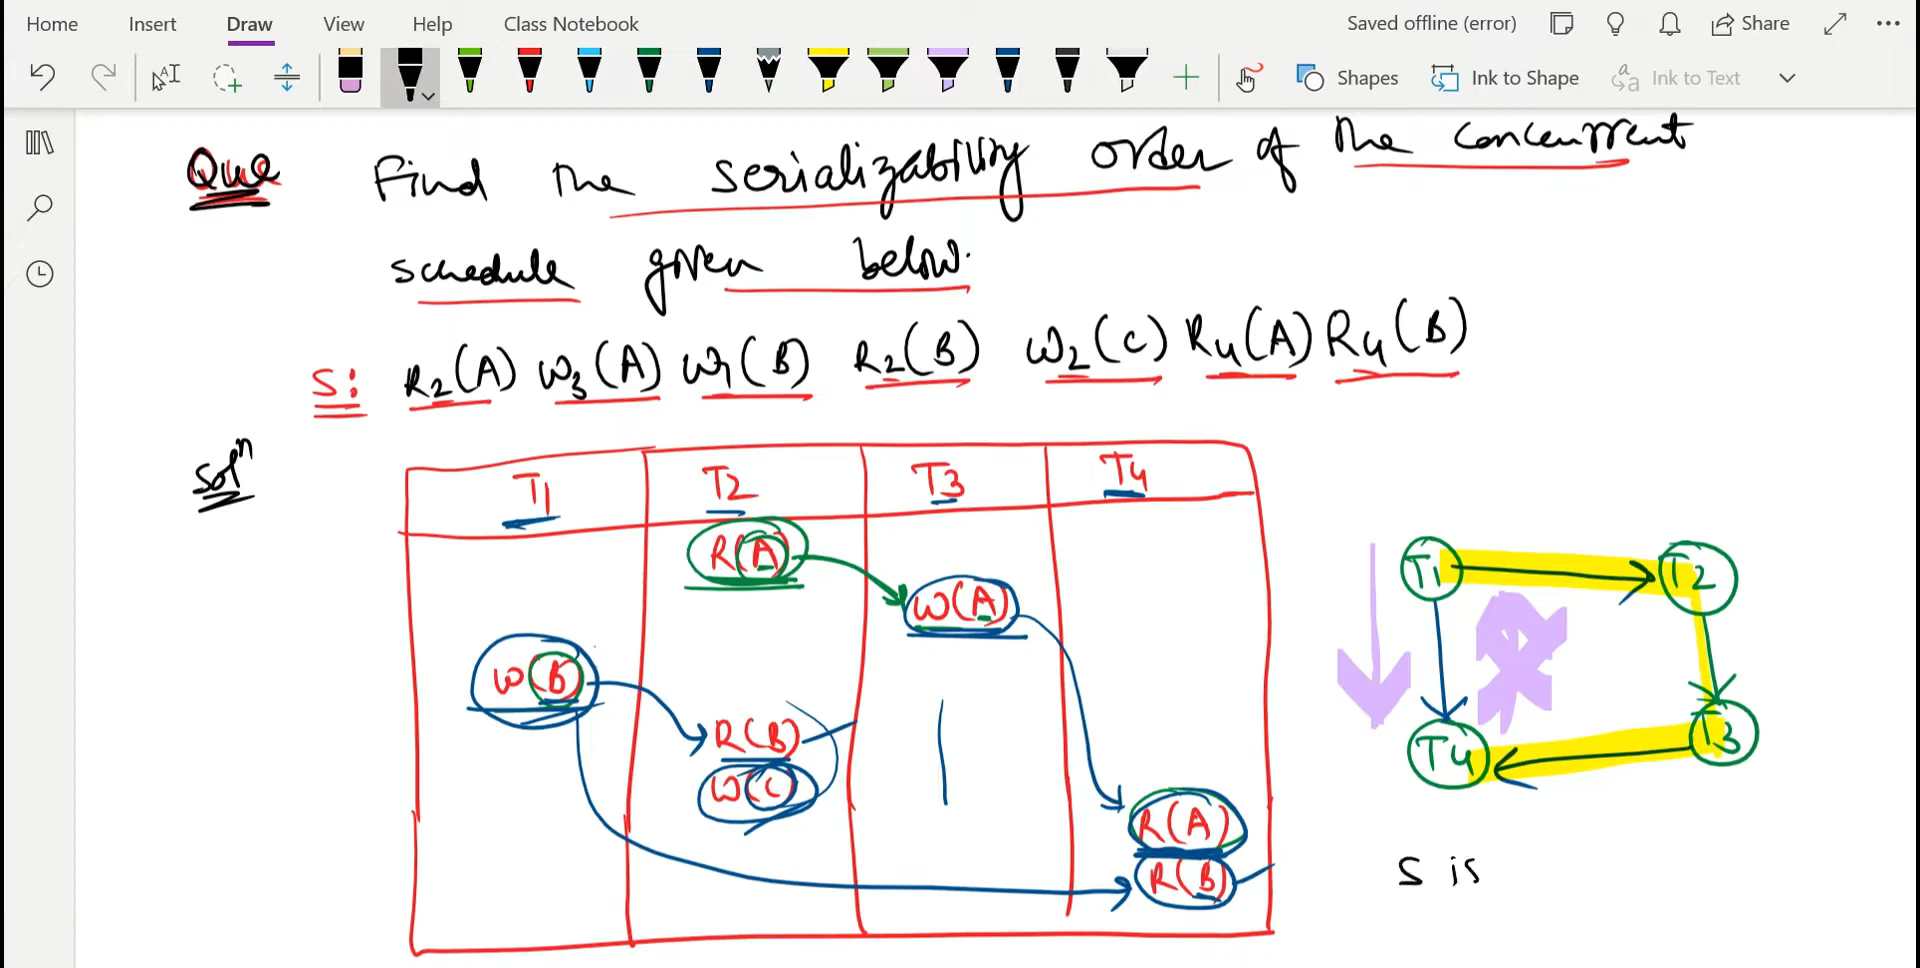 Home Insert Draw View Help Class Notebook Saved offline (error) Share
Shapes Ink to Shape Ink to Text
Que Find the serializability order of the concurrent
schedule given below.
S: R2(A) W3(A) W1(B) R2(B) W2(C) R4(A) R4(B)
Solⁿ
T1 T2 T3 T4
R(A)
W(A)
W(B)
R(B)
W(C)
R(A)
R(B)
T1 T2
T4 T3
S is